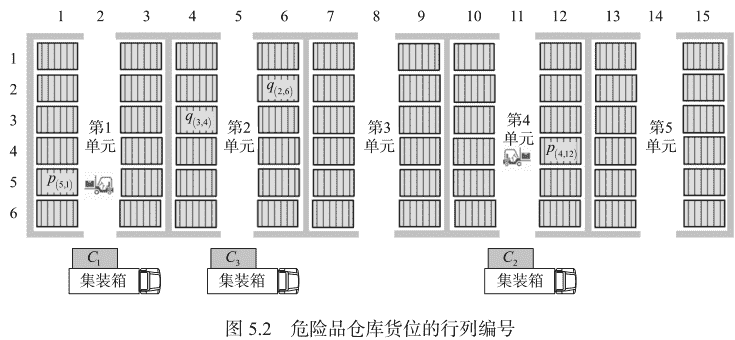 1 2 3 4 5 6 7 8 9 10 11 12 13 14 15
1
2 q(2,6)
3 第1 q(3,4) 第2 第3 第4 第5
4 单元 单元 单元 单元 p(4,12) 单元
5 p(5,1)
6
C1 C3 C2
集装箱 集装箱 集装箱
图 5.2 危险品仓库货位的行列编号